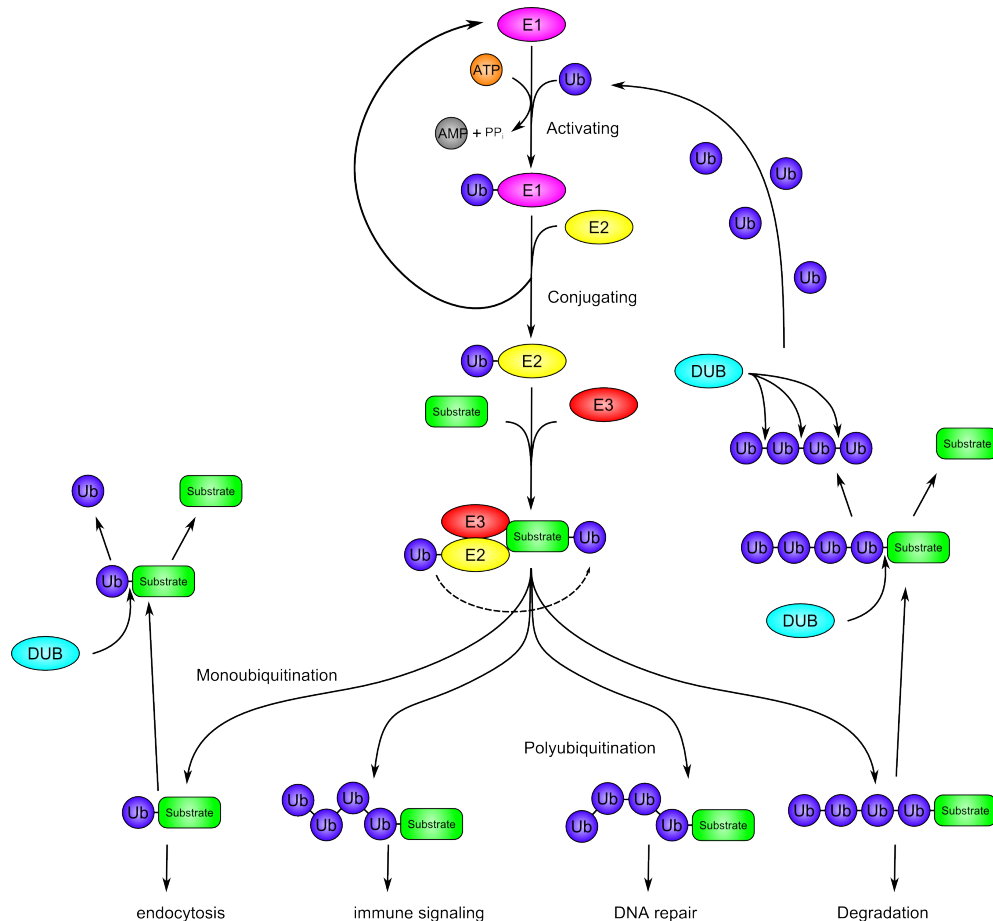 E1
ATP
Ub
Activating
AMP + PPi
Ub
Ub
Ub E1
Ub
E2
Ub
Conjugating
Ub E2
DUB
Substrate
E3
Ub Ub Ub Ub
Substrate
Ub
Substrate
E3
Substrate
Ub
Ub
E2
Ub Ub Ub Ub Substrate
Ub Substrate
DUB
DUB
Monoubiquitination
Polyubiquitination
Ub Substrate
Ub Ub Ub Ub Substrate
Ub Ub Ub Ub Substrate
Ub Ub Ub Ub Substrate
endocytosis
immune signaling
DNA repair
Degradation